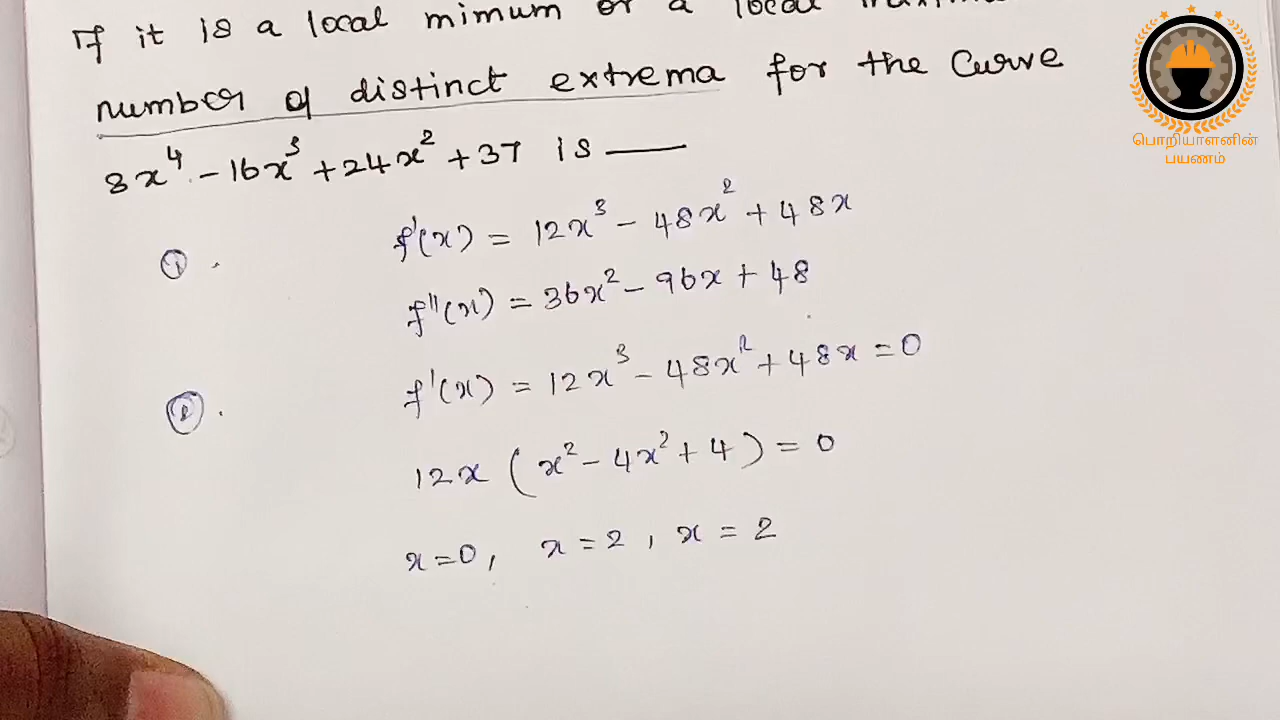 If it is a local mimum or a local
number of distinct extrema for the Curve
3x⁴ - 16x³ + 24x² + 37 is ___
பொறியாளனின்
பயணம்
① . f'(x) = 12x³ - 48x² + 48x
f''(x) = 36x² - 96x + 48
② . f'(x) = 12x³ - 48x² + 48x = 0
12x (x² - 4x² + 4) = 0
x = 0, x = 2, x = 2